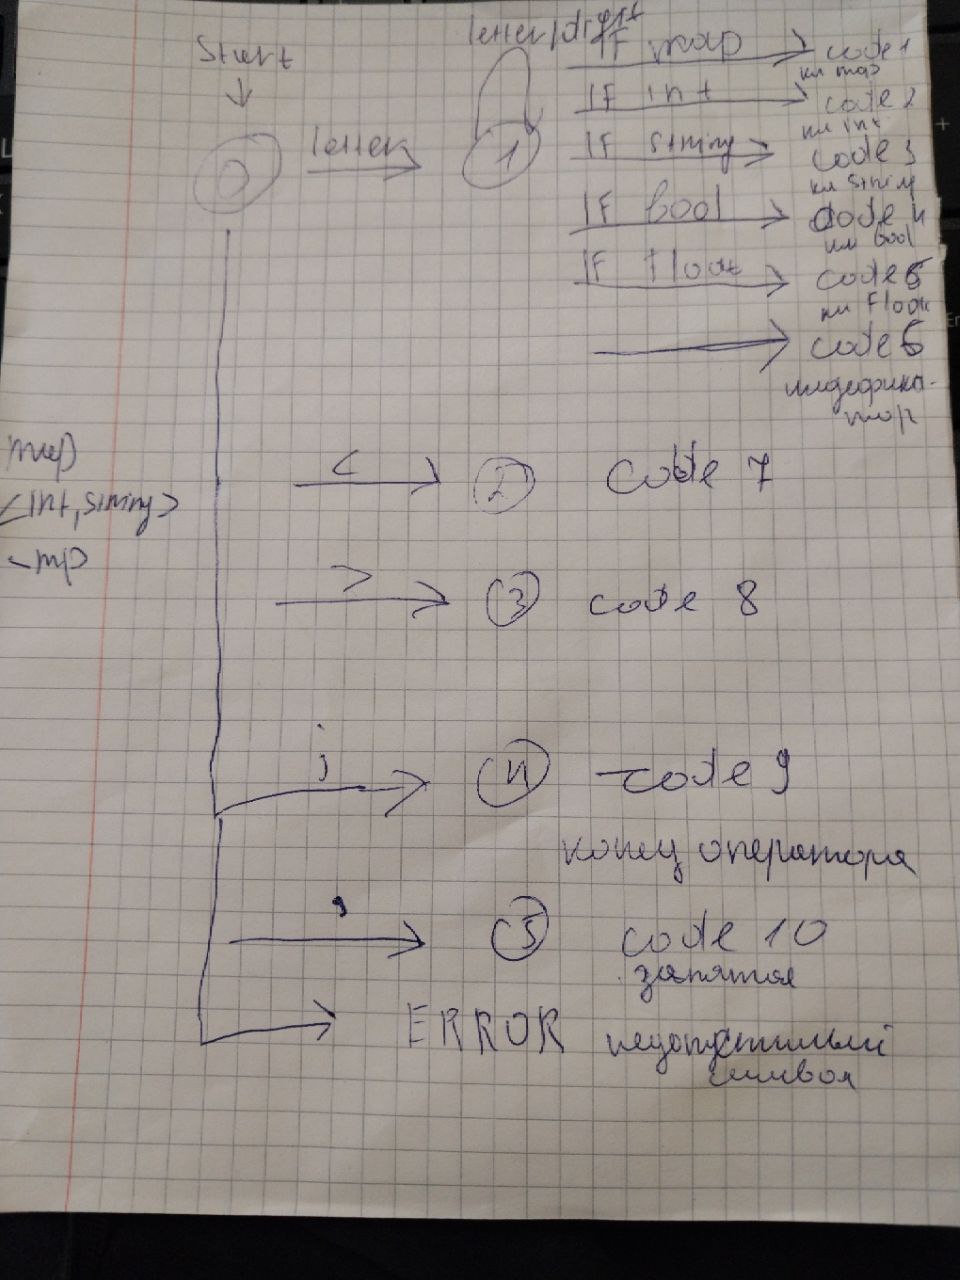 letter/digit
Start
IF map code 1
кл map
IF int code 2
кл int
letter
0
1
IF string code 3
кл string
IF bool code 4
кл bool
IF float code 5
кл float
code 6
индефика-
тор
map
<int, string>
mp
< 2 code 7
> 3 code 8
; 4 code 9
конец оператора
, 5 code 10
запятая
ERROR недопустимый
символ